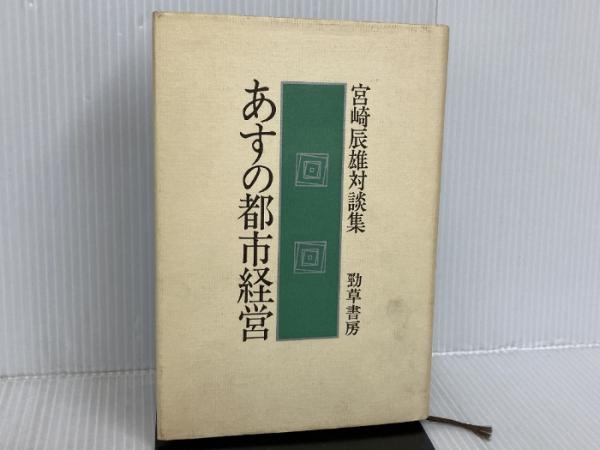 宮崎辰雄対談集
勁草書房
あすの都市経営